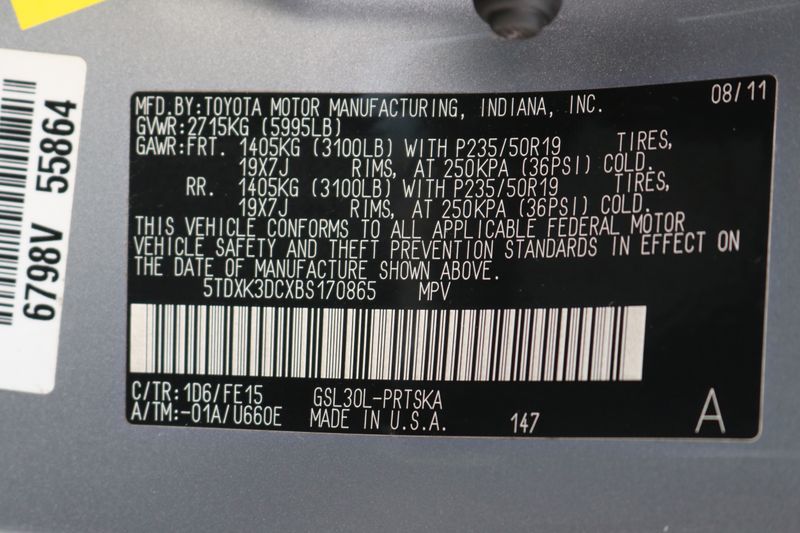 MFD.BY:TOYOTA MOTOR MANUFACTURING, INDIANA, INC. 08/11
GVWR:2715KG (5995LB)
GAWR:FRT. 1405KG (3100LB) WITH P235/50R19 TIRES,
19X7J RIMS, AT 250KPA (36PSI) COLD.
RR. 1405KG (3100LB) WITH P235/50R19 TIRES,
19X7J RIMS, AT 250KPA (36PSI) COLD.
THIS VEHICLE CONFORMS TO ALL APPLICABLE FEDERAL MOTOR
VEHICLE SAFETY AND THEFT PREVENTION STANDARDS IN EFFECT ON
THE DATE OF MANUFACTURE SHOWN ABOVE.
5TDXK3DCXBS170865 MPV
C/TR:1D6/FE15 GSL30L-PRTSKA
A/TM:-01A/U660E MADE IN U.S.A. 147 A
6798V 55864